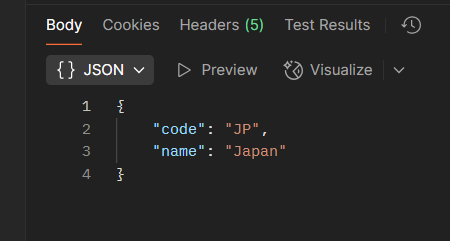 Body Cookies Headers (5) Test Results
{} JSON Preview Visualize
1 {
2 "code": "JP",
3 "name": "Japan"
4 }